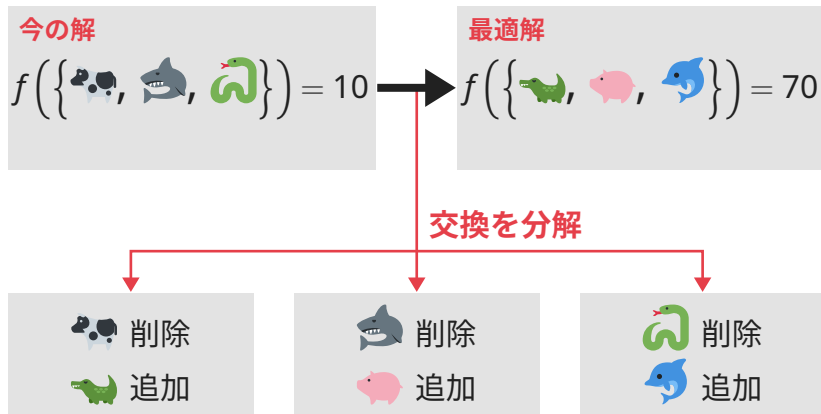 今の解
f({🐄, 🦈, 🐍}) = 10
最適解
f({🐊, 🐖, 🐬}) = 70
交換を分解
🐄 削除
🐊 追加
🦈 削除
🐖 追加
🐍 削除
🐬 追加